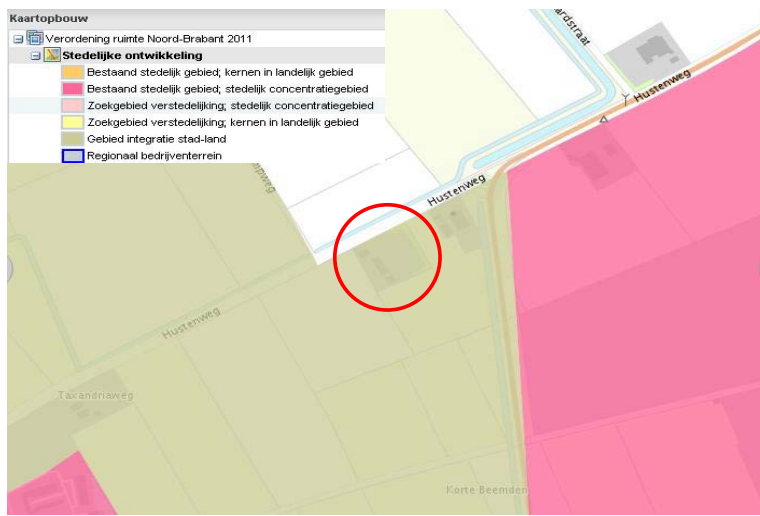 Kaartopbouw
Verordening ruimte Noord-Brabant 2011
Stedelijke ontwikkeling
Bestaand stedelijk gebied; kernen in landelijk gebied
Bestaand stedelijk gebied; stedelijk concentratiegebied
Zoekgebied verstedelijking; stedelijk concentratiegebied
Zoekgebied verstedelijking; kernen in landelijk gebied
Gebied integratie stad-land
Regionaal bedrijventerrein
ardstraat
Hustenweg
mpweg
Hustenweg
Hustenweg
Taxandriaweg
Korte Beemden